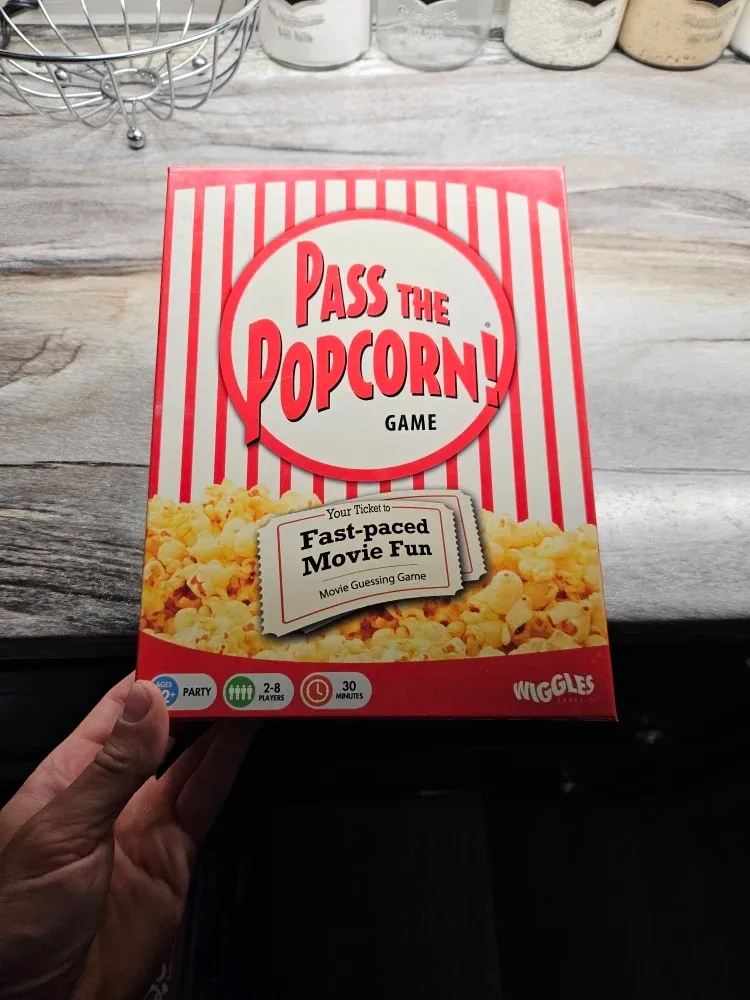 PASS THE
POPCORN!
®
GAME
Your Ticket to
Fast-paced
Movie Fun
Movie Guessing Game
AGES
PARTY
2-8
PLAYERS
30
MINUTES
WIGGLES